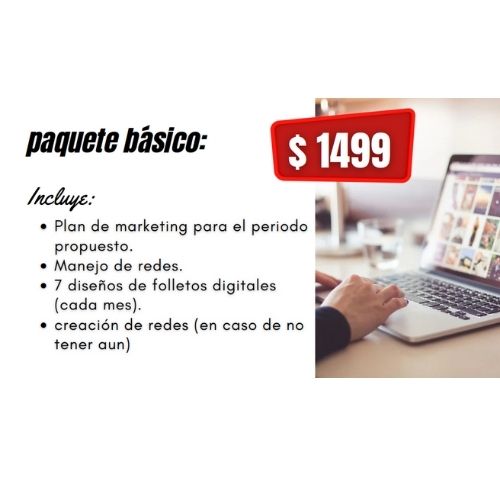 paquete básico:
$ 1499
Incluye:
• Plan de marketing para el periodo
propuesto.
• Manejo de redes.
• 7 diseños de folletos digitales
(cada mes).
• creación de redes (en caso de no
tener aun)